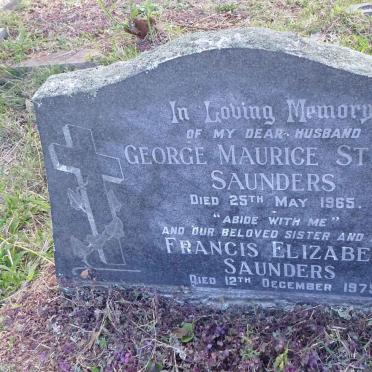 In Loving Memory
OF MY DEAR HUSBAND
GEORGE MAURICE ST
SAUNDERS
DIED 25TH MAY 1965.
"ABIDE WITH ME"
AND OUR BELOVED SISTER AND
FRANCIS ELIZABE
SAUNDERS
DIED 12TH DECEMBER 197